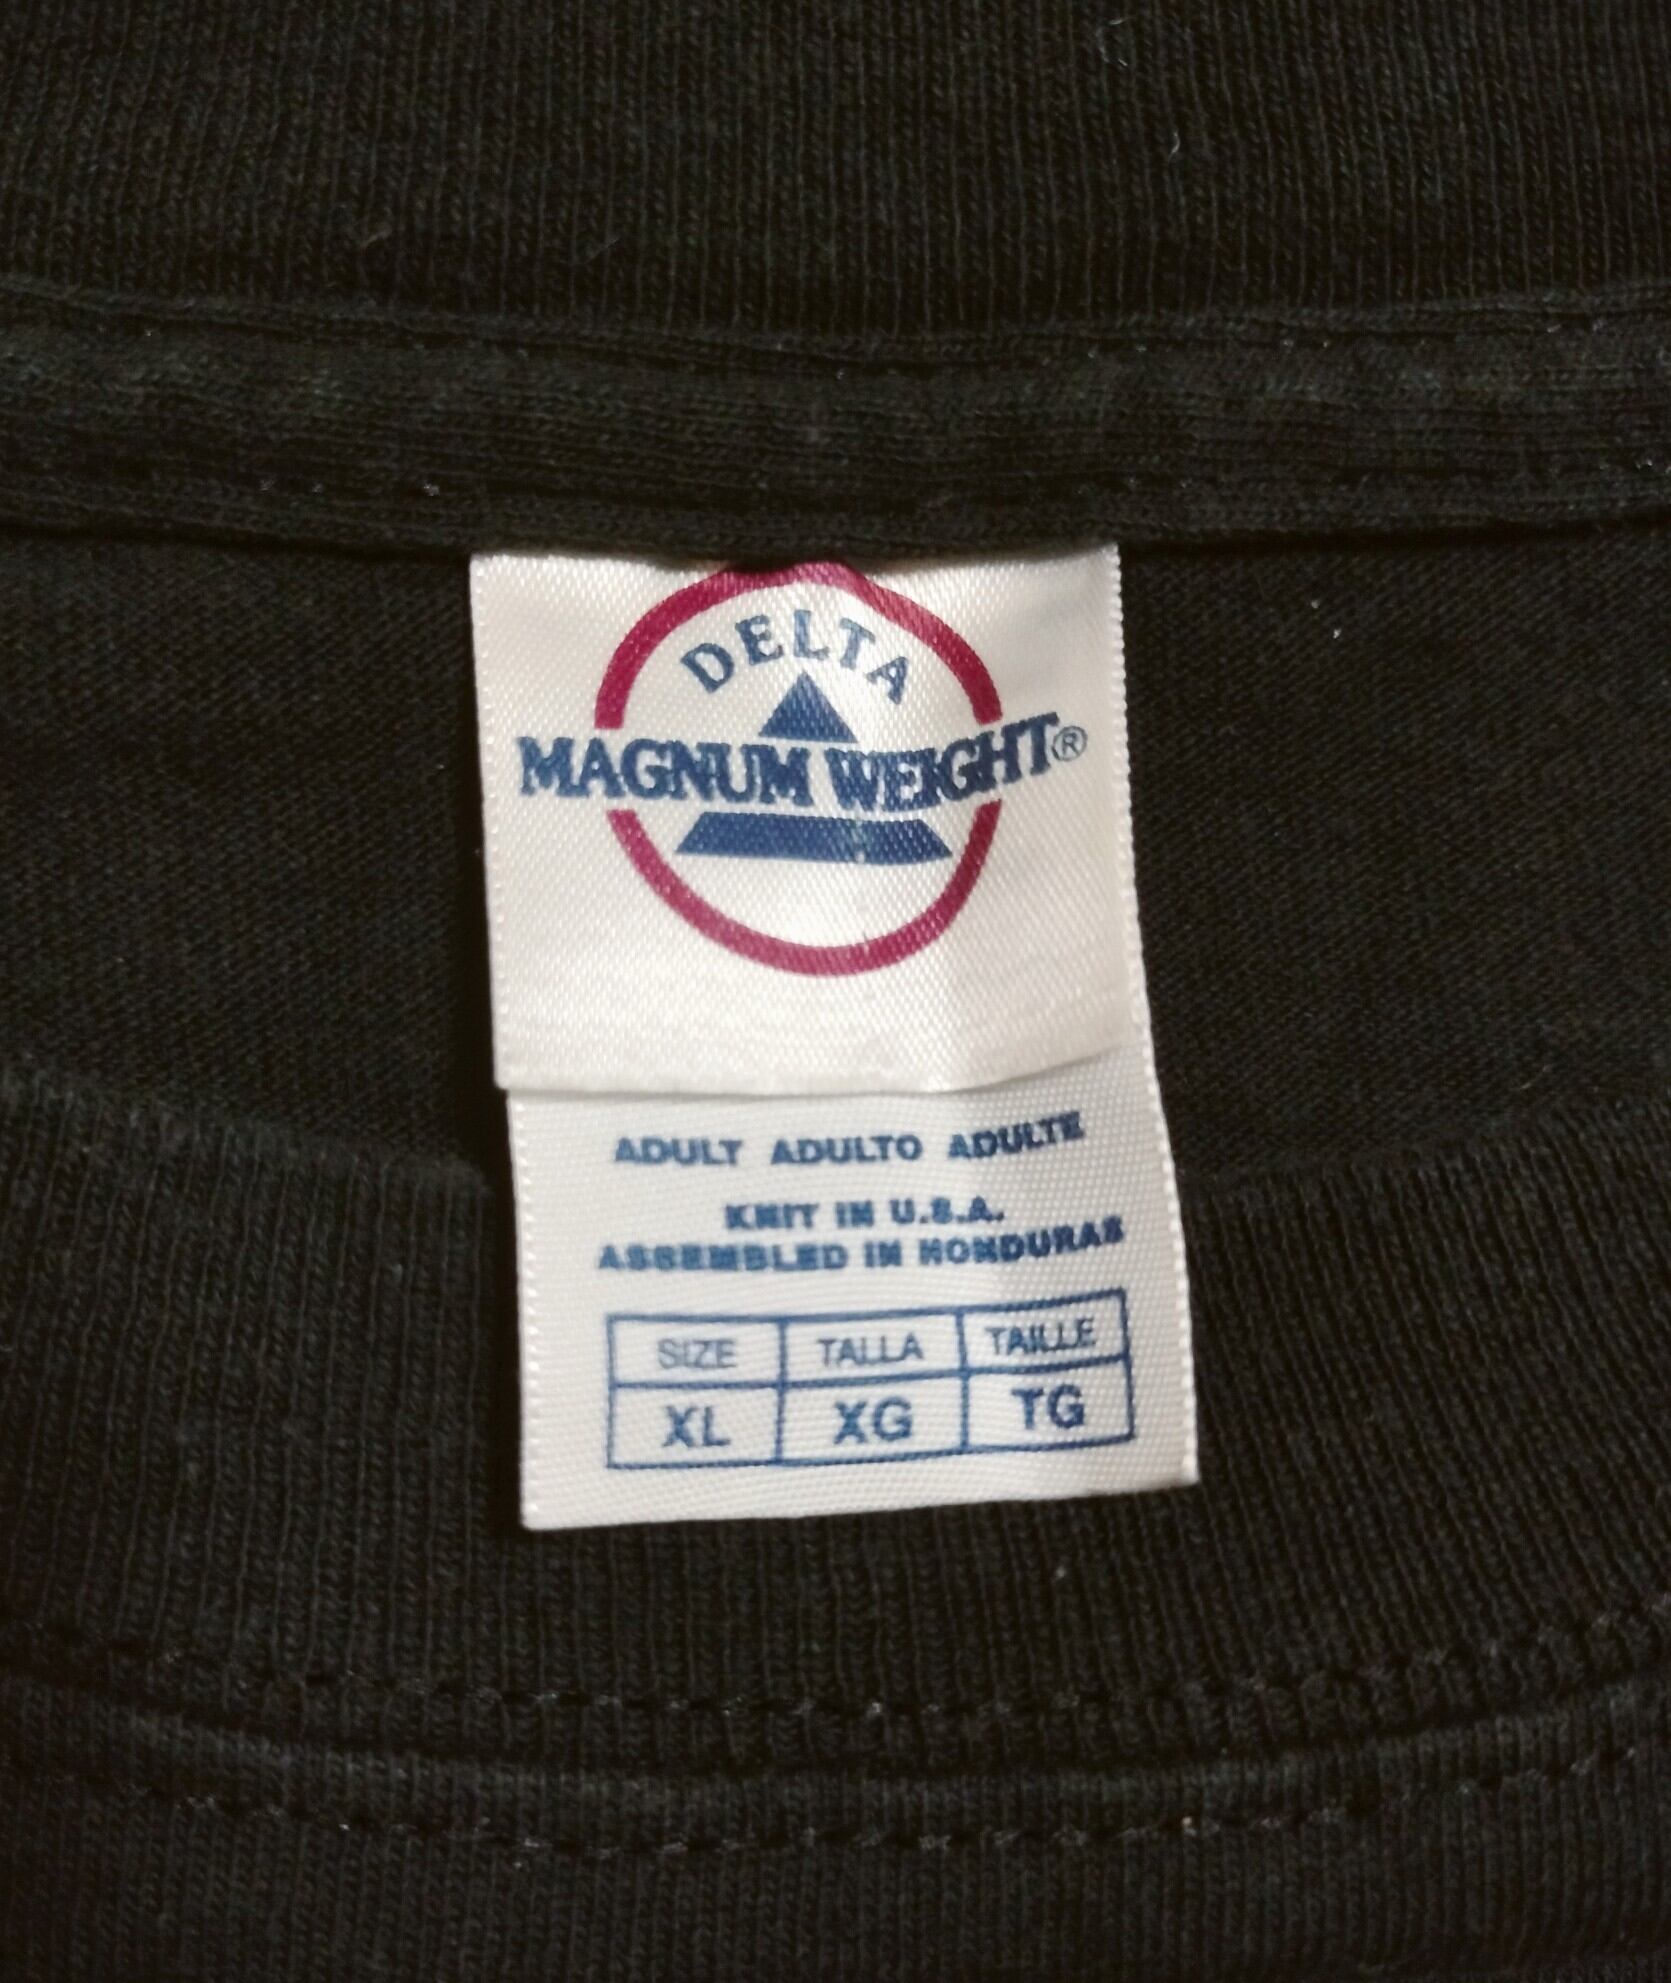 DELTA
MAGNUM WEIGHT®
ADULT ADULTO ADULTE
KNIT IN U.S.A.
ASSEMBLED IN HONDURAS
SIZE TALLA TAILLE
XL XG TG